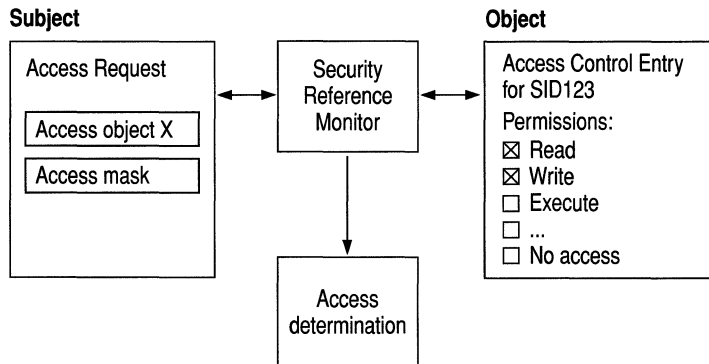 Subject
Access Request
Access object X
Access mask
Security
Reference
Monitor
Access
determination
Object
Access Control Entry
for SID123
Permissions:
Read
Write
Execute
...
No access